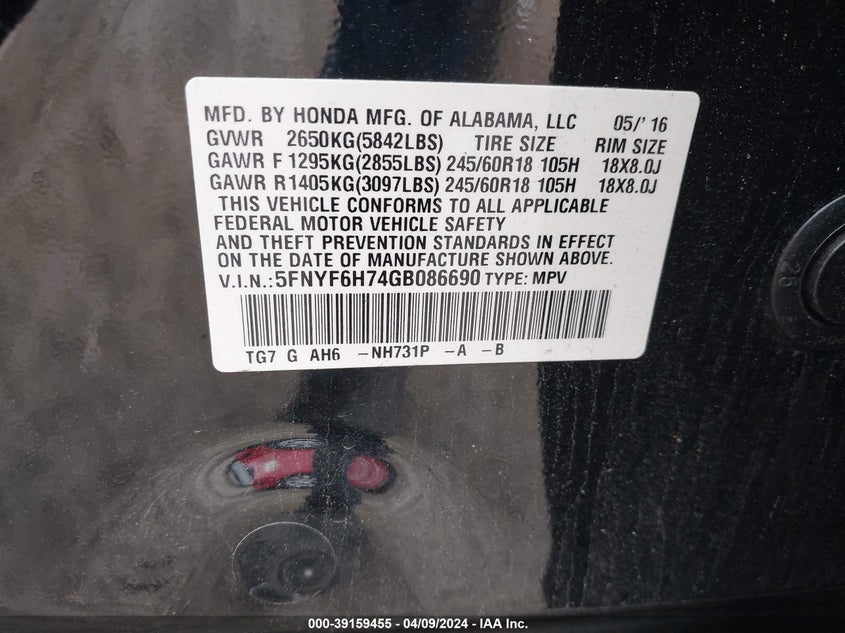 MFD. BY HONDA MFG. OF ALABAMA, LLC 05/' 16
GVWR 2650KG(5842LBS) TIRE SIZE RIM SIZE
GAWR F 1295KG(2855LBS) 245/60R18 105H 18X8.0J
GAWR R1405KG(3097LBS) 245/60R18 105H 18X8.0J
THIS VEHICLE CONFORMS TO ALL APPLICABLE
FEDERAL MOTOR VEHICLE SAFETY
AND THEFT PREVENTION STANDARDS IN EFFECT
ON THE DATE OF MANUFACTURE SHOWN ABOVE.
V.I.N.:5FNYF6H74GB086690 TYPE: MPV
TG7 G AH6 -NH731P -A -B
000-39159455 - 04/09/2024 - IAA Inc.